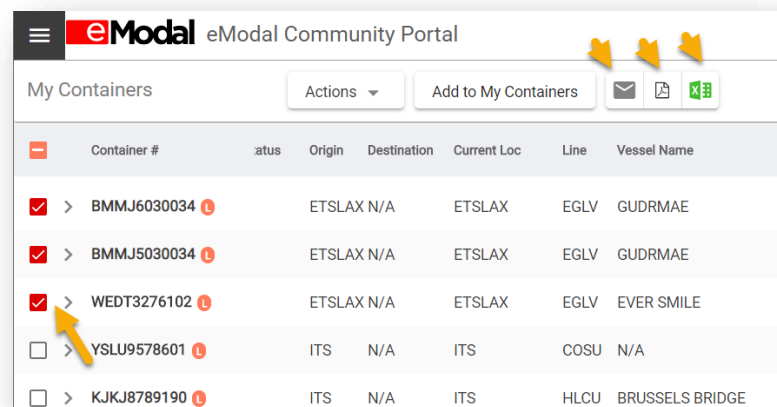 eModal eModal Community Portal
My Containers Actions Add to My Containers
Container # tatus Origin Destination Current Loc Line Vessel Name
BMMJ6030034 L ETSLAX N/A ETSLAX EGLV GUDRMAE
BMMJ5030034 L ETSLAX N/A ETSLAX EGLV GUDRMAE
WEDT3276102 L ETSLAX N/A ETSLAX EGLV EVER SMILE
YSLU9578601 L ITS N/A ITS COSU N/A
KJKJ8789190 L ITS N/A ITS HLCU BRUSSELS BRIDGE